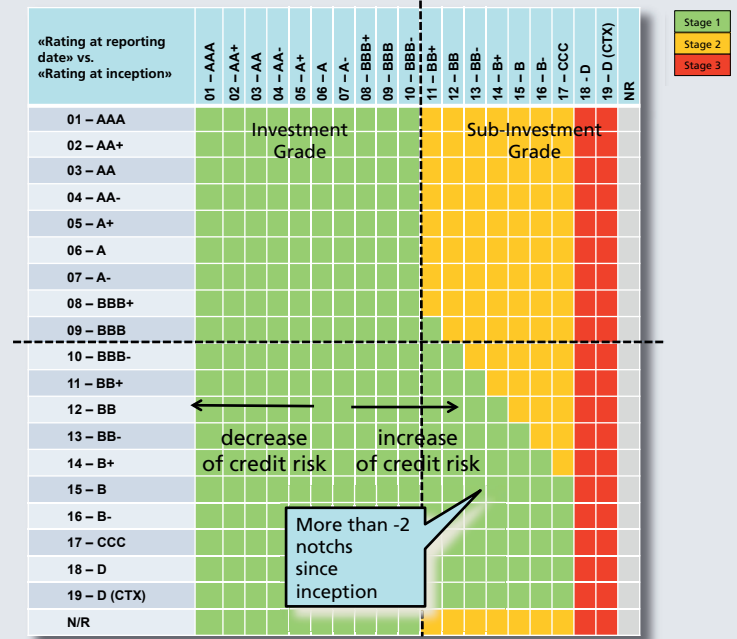 «Rating at reporting
date» vs.
«Rating at inception»
01 – AAA
02 – AA+
03 – AA
04 – AA-
05 – A+
06 – A
07 – A-
08 – BBB+
09 – BBB
10 – BBB-
11 – BB+
12 – BB
13 – BB-
14 – B+
15 – B
16 – B-
17 – CCC
18 - D
19 – D (CTX)
NR
Stage 1
Stage 2
Stage 3
01 – AAA
02 – AA+
03 – AA
04 – AA-
05 – A+
06 – A
07 – A-
08 – BBB+
09 – BBB
10 – BBB-
11 – BB+
12 – BB
13 – BB-
14 – B+
15 – B
16 – B-
17 – CCC
18 – D
19 – D (CTX)
N/R
Investment
Grade
Sub-Investment
Grade
decrease
of credit risk
increase
of credit risk
More than -2
notchs
since
inception